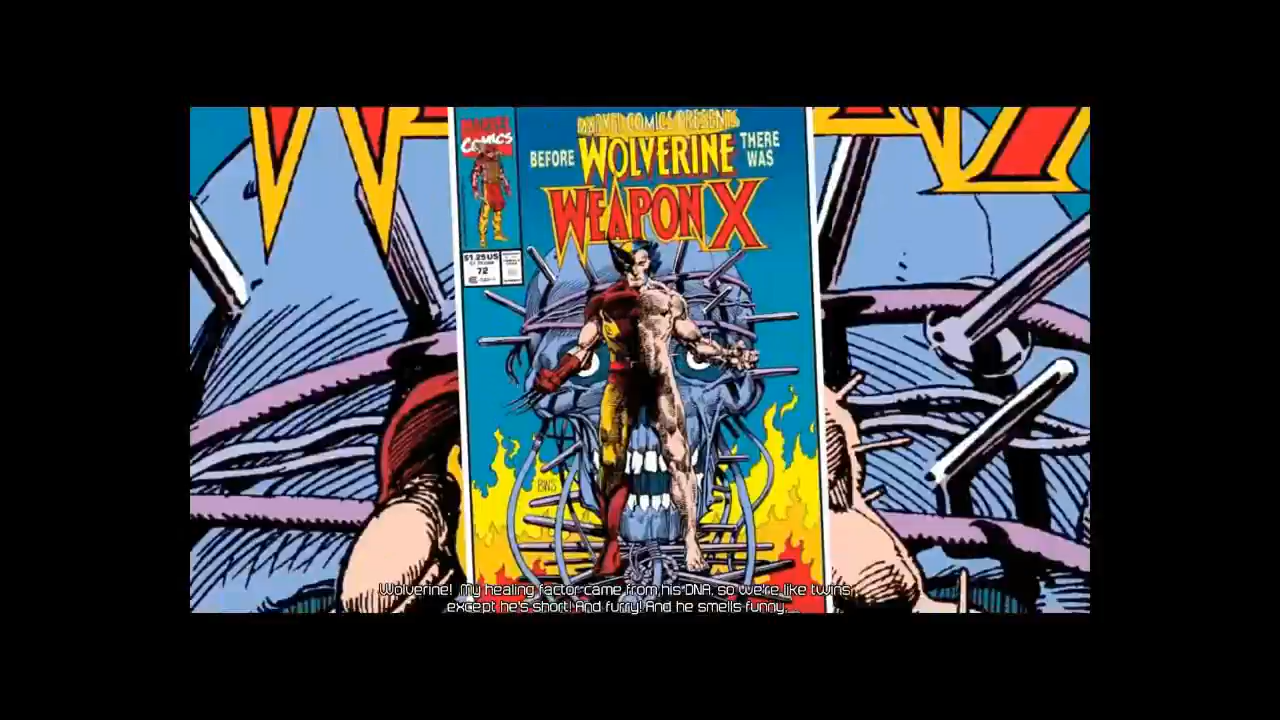 MARVEL
COMICS
MARVEL COMICS PRESENTS
BEFORE WOLVERINE THERE WAS
WEAPON X
$1.25 US
72
BWS
Wolverine! My healing factor came from his DNA, so we're like twins
except he's short! And furry! And he smells funny...